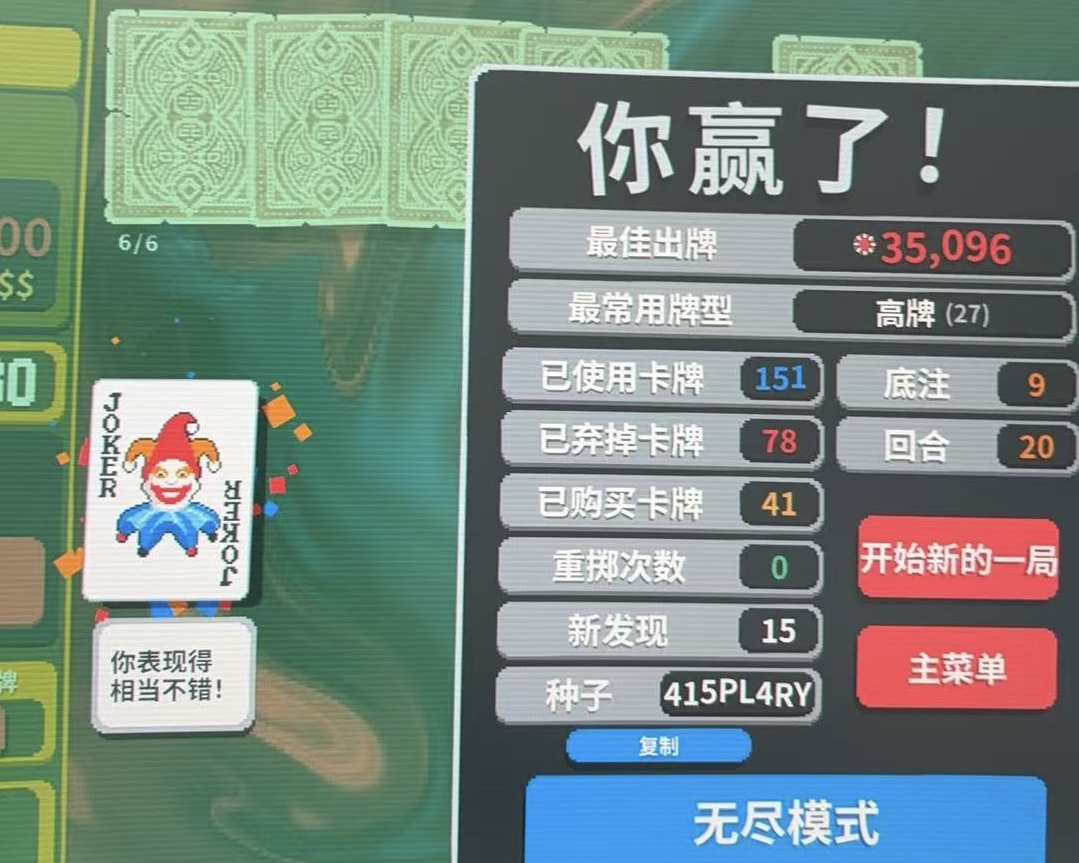 你赢了！
最佳出牌 35,096
最常用牌型 高牌 (27)
已使用卡牌 151
底注 9
已弃掉卡牌 78
回合 20
已购买卡牌 41
重掷次数 0
新发现 15
种子 415PL4RY
复制
开始新的一局
主菜单
无尽模式
6/6
00
$$
JOKER
JOKER
你表现得
相当不错！
牌